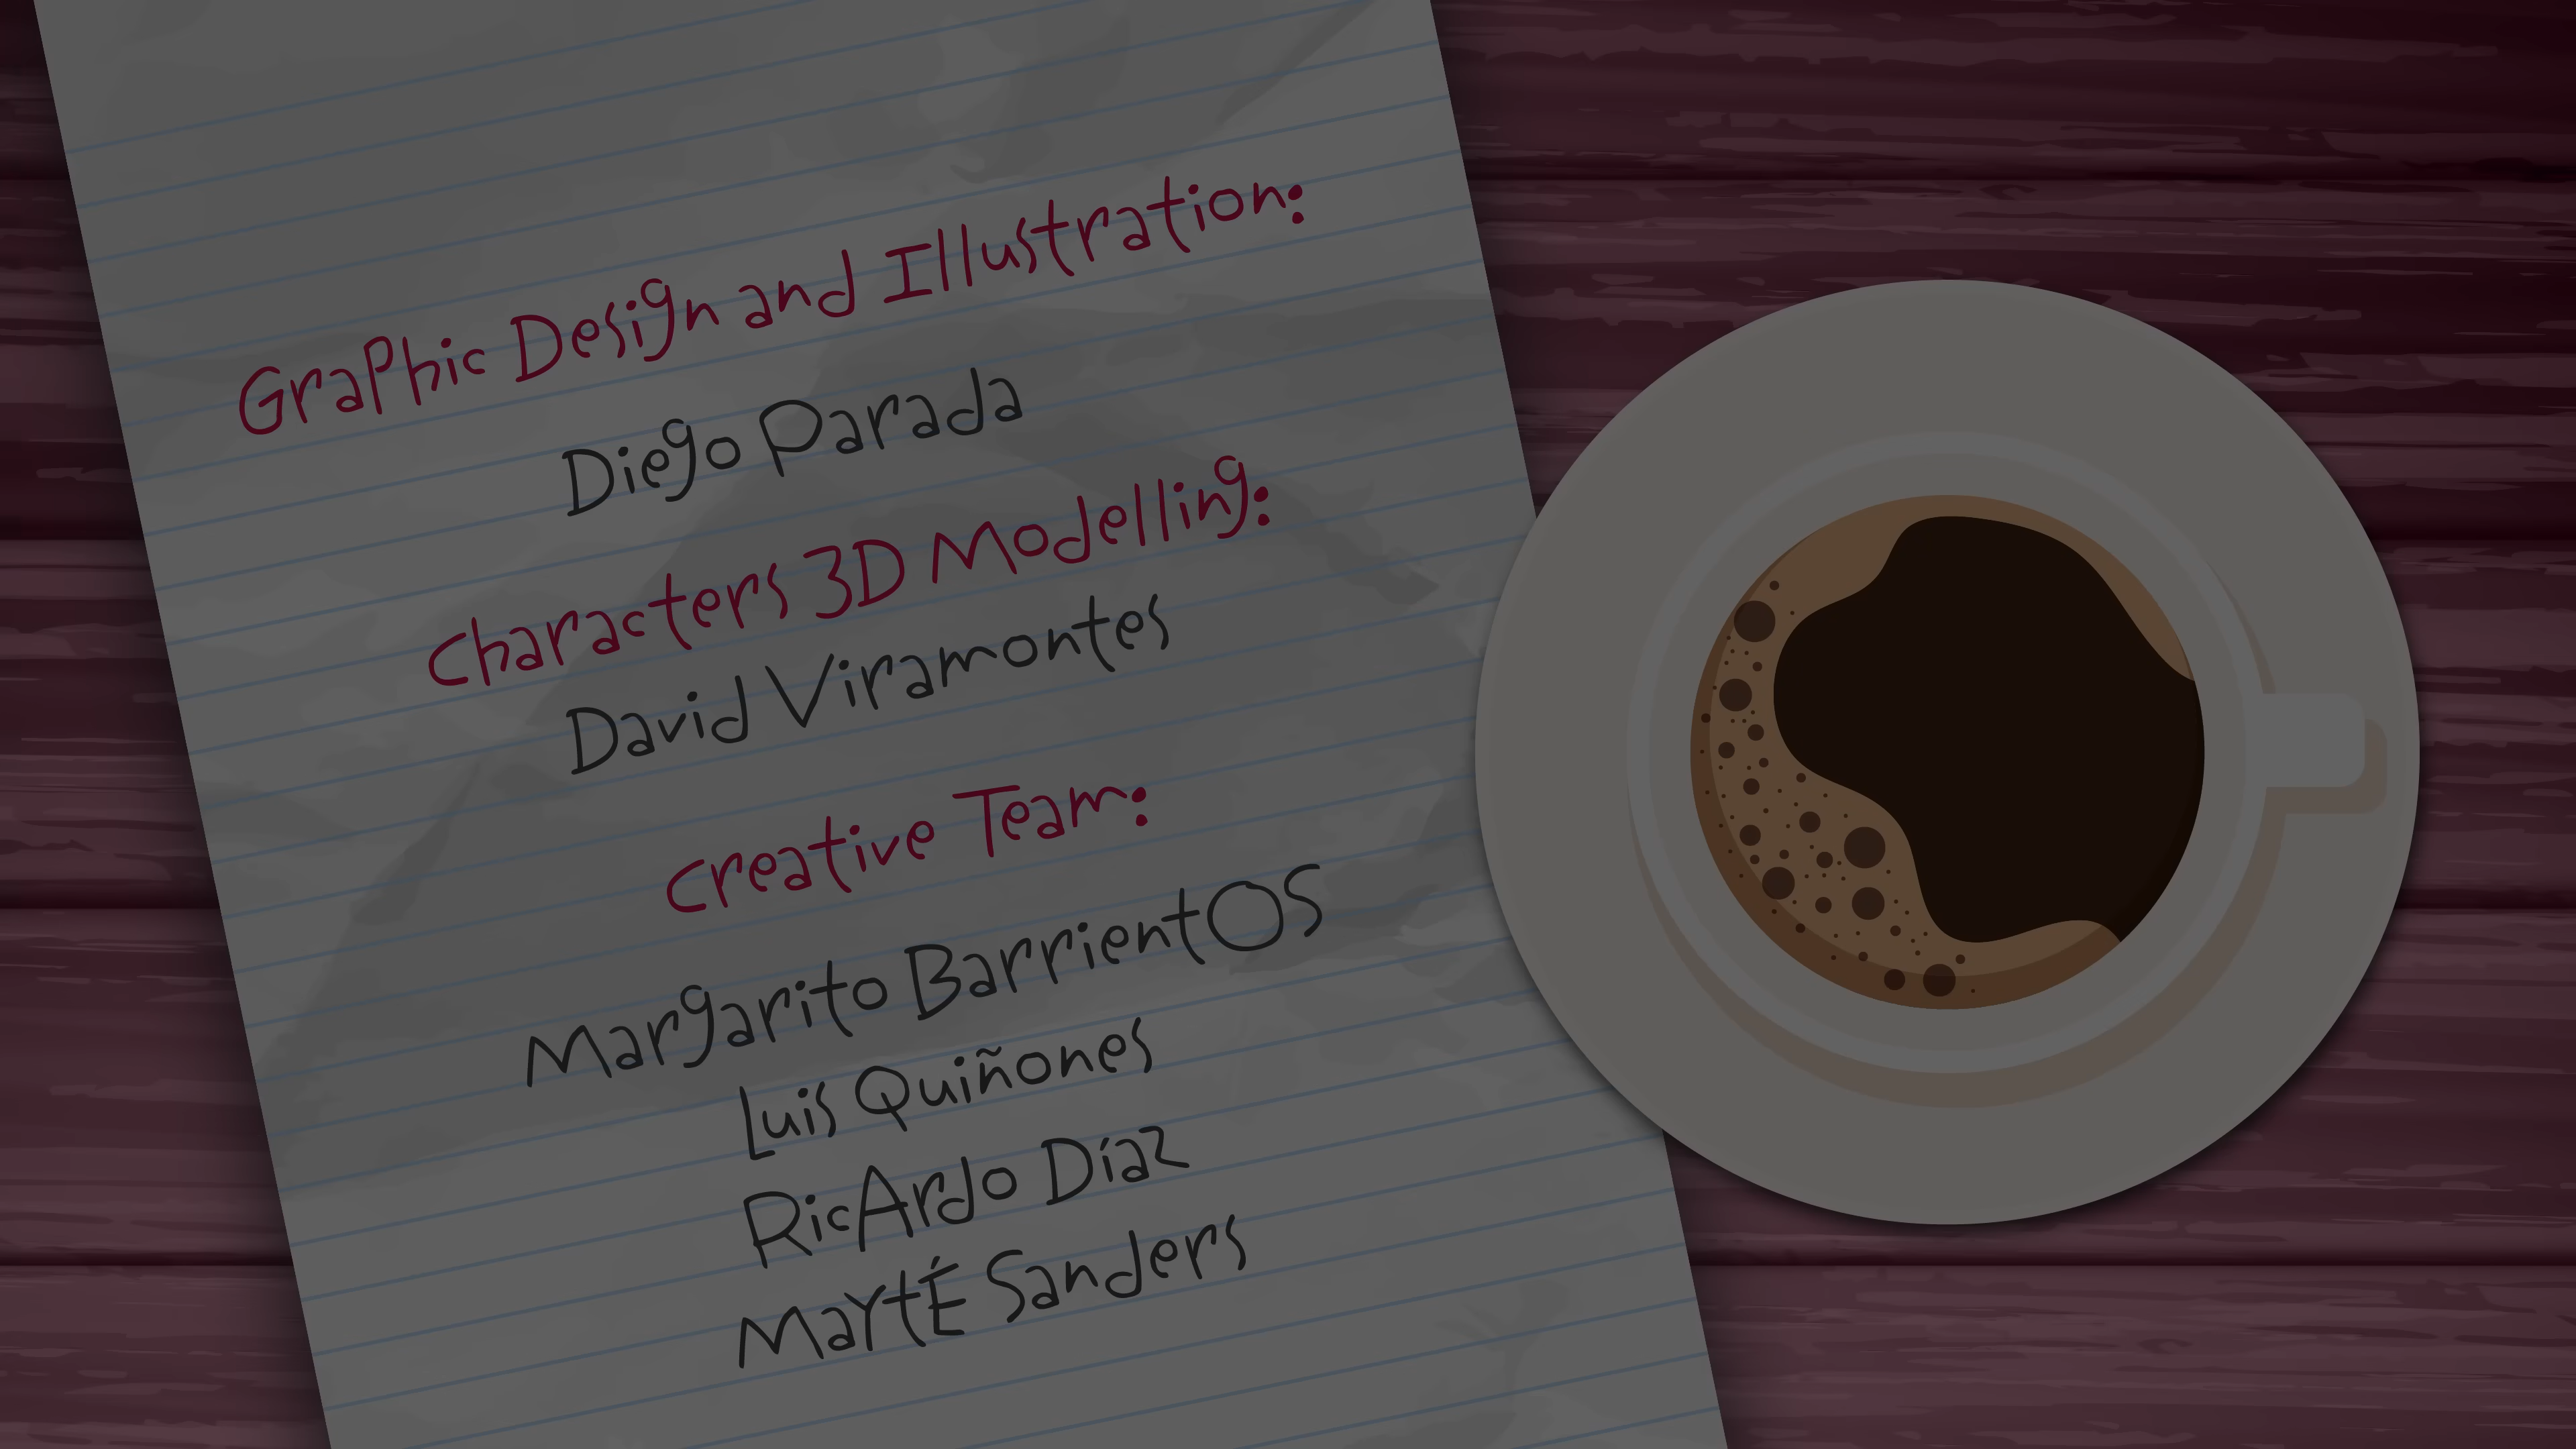 Graphic Design and Illustration:
Diego Parada
Characters 3D Modelling:
David Viramontes
Creative Team:
Margarito BarrientOS
Luis Quiñones
RicArdo Díaz
MaYtÉ Sanders